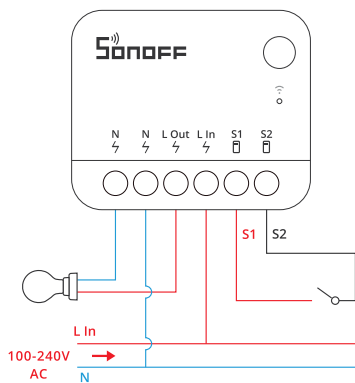 SONOFF
N N L Out L In S1 S2
S1 S2
L In
100-240V
AC
N